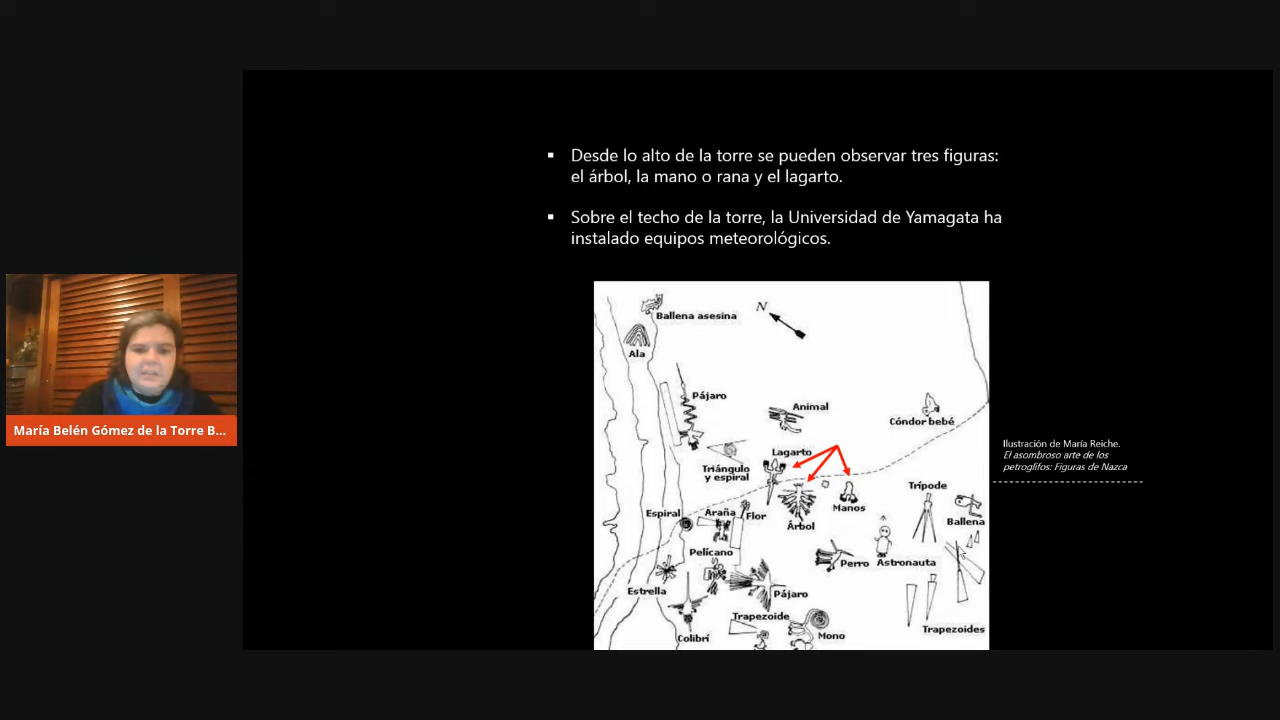 ▪ Desde lo alto de la torre se pueden observar tres figuras:
el árbol, la mano o rana y el lagarto.
▪ Sobre el techo de la torre, la Universidad de Yamagata ha
instalado equipos meteorológicos.
Ballena asesina
N
Ala
Pájaro
Animal
Cóndor bebé
Lagarto
Triángulo
y espiral
Trípode
Espiral
Araña
Flor
Manos
Árbol
Ballena
Pelícano
Perro
Astronauta
Estrella
Pájaro
Trapezoide
Trapezoides
Colibrí
Mono
Ilustración de María Reiche.
El asombroso arte de los
petroglifos: Figuras de Nazca
María Belén Gómez de la Torre B...